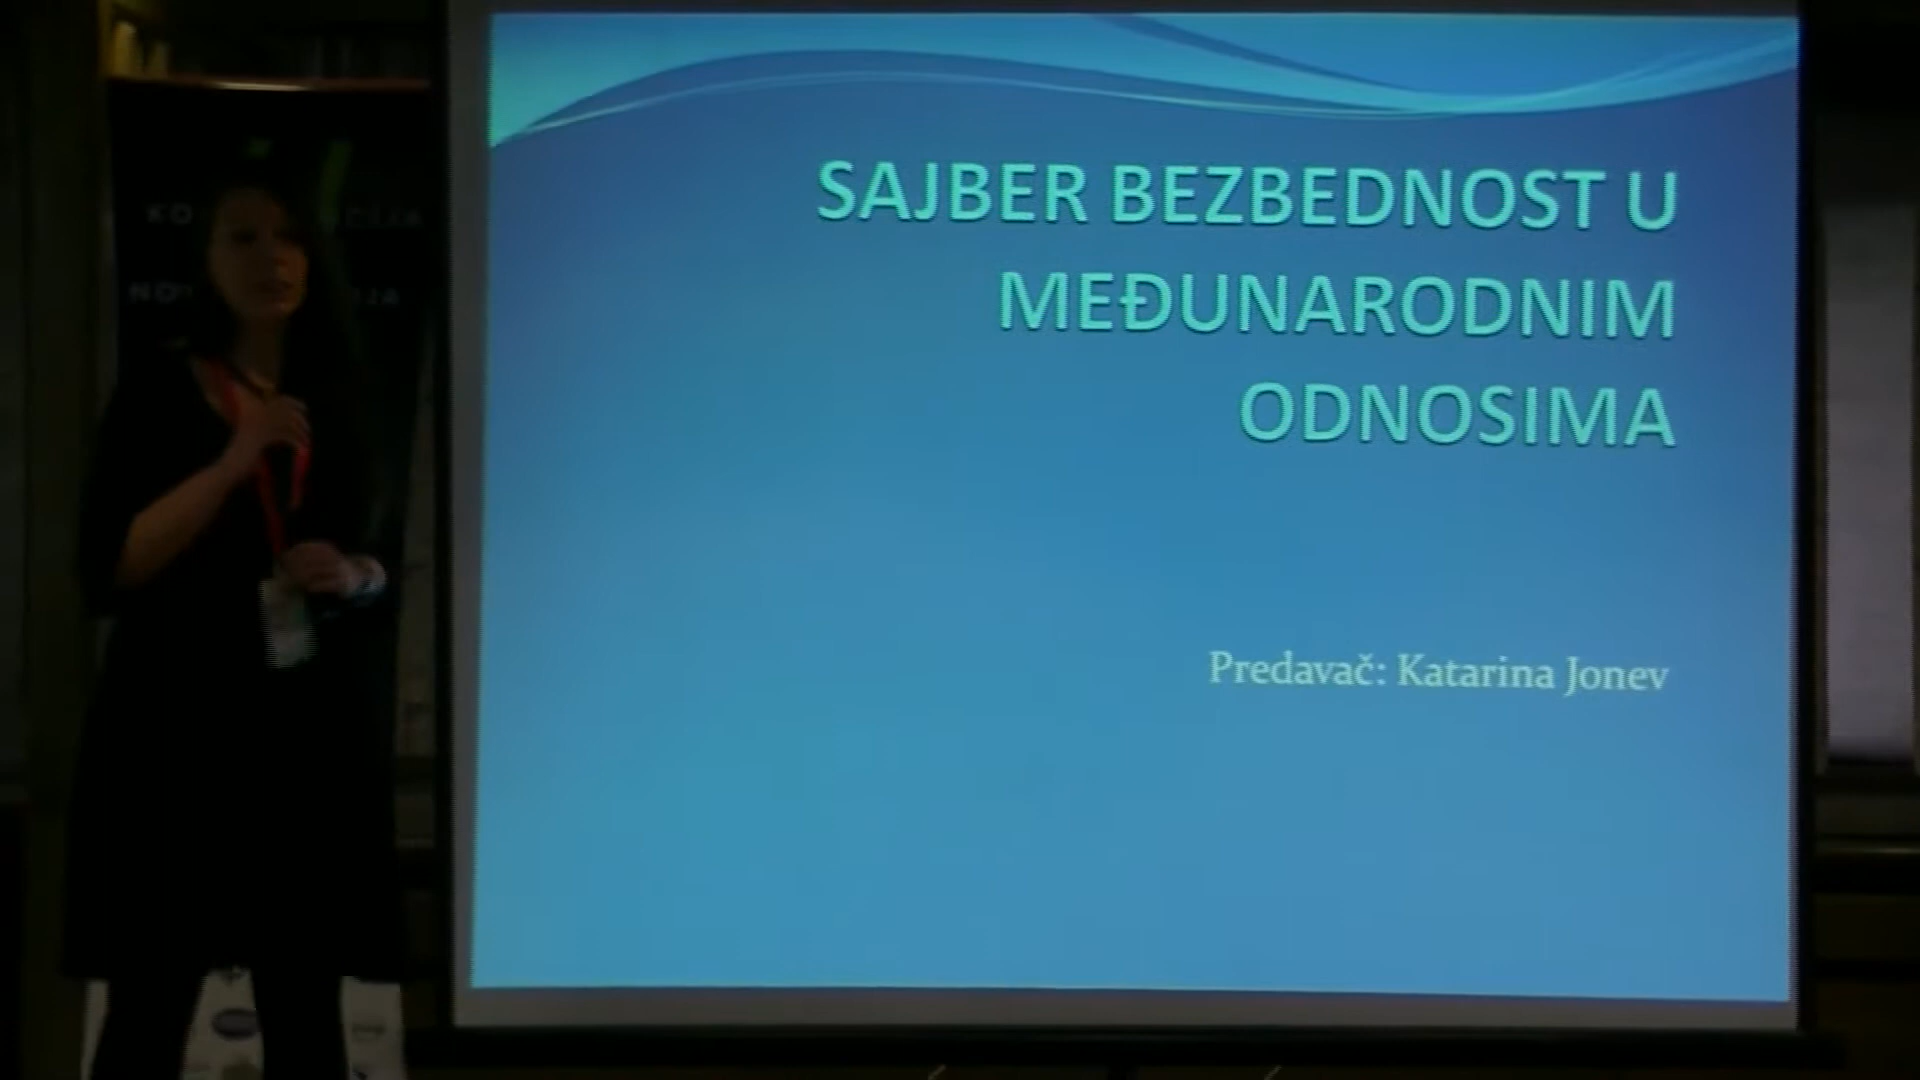 SAJBER BEZBEDNOST U
MEĐUNARODNIM
ODNOSIMA
Predavač: Katarina Jonev